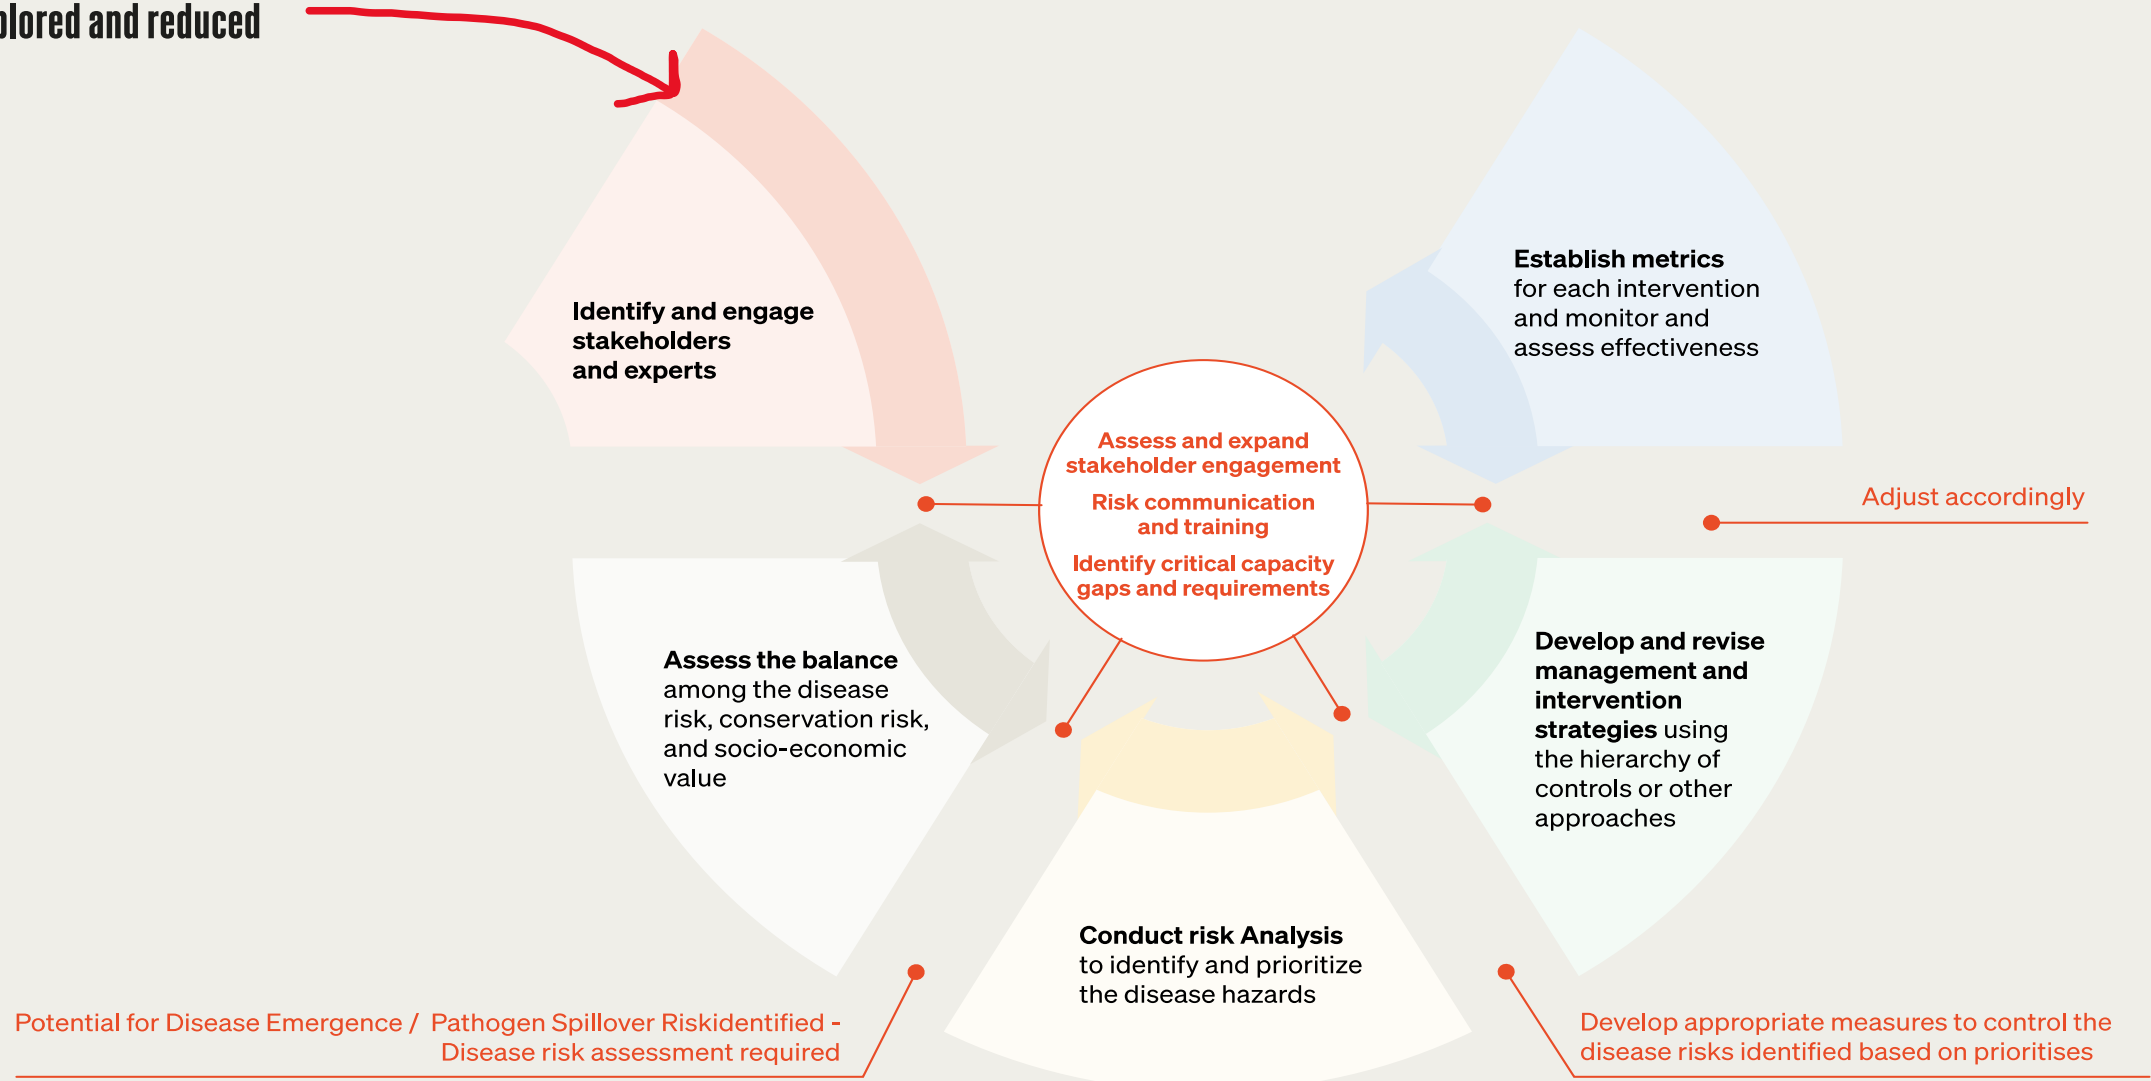 and reduced
Identify and engage
stakeholders
and experts
Establish metrics
for each intervention
and monitor and
assess effectiveness
Assess and expand
stakeholder engagement
Risk communication
and training
Identify critical capacity
gaps and requirements
Adjust accordingly
Assess the balance
among the disease
risk, conservation risk,
and socio-economic
value
Develop and revise
management and
intervention
strategies using
the hierarchy of
controls or other
approaches
Conduct risk Analysis
to identify and prioritize
the disease hazards
Potential for Disease Emergence / Pathogen Spillover Riskidentified -
Disease risk assessment required
Develop appropriate measures to control the
disease risks identified based on prioritises